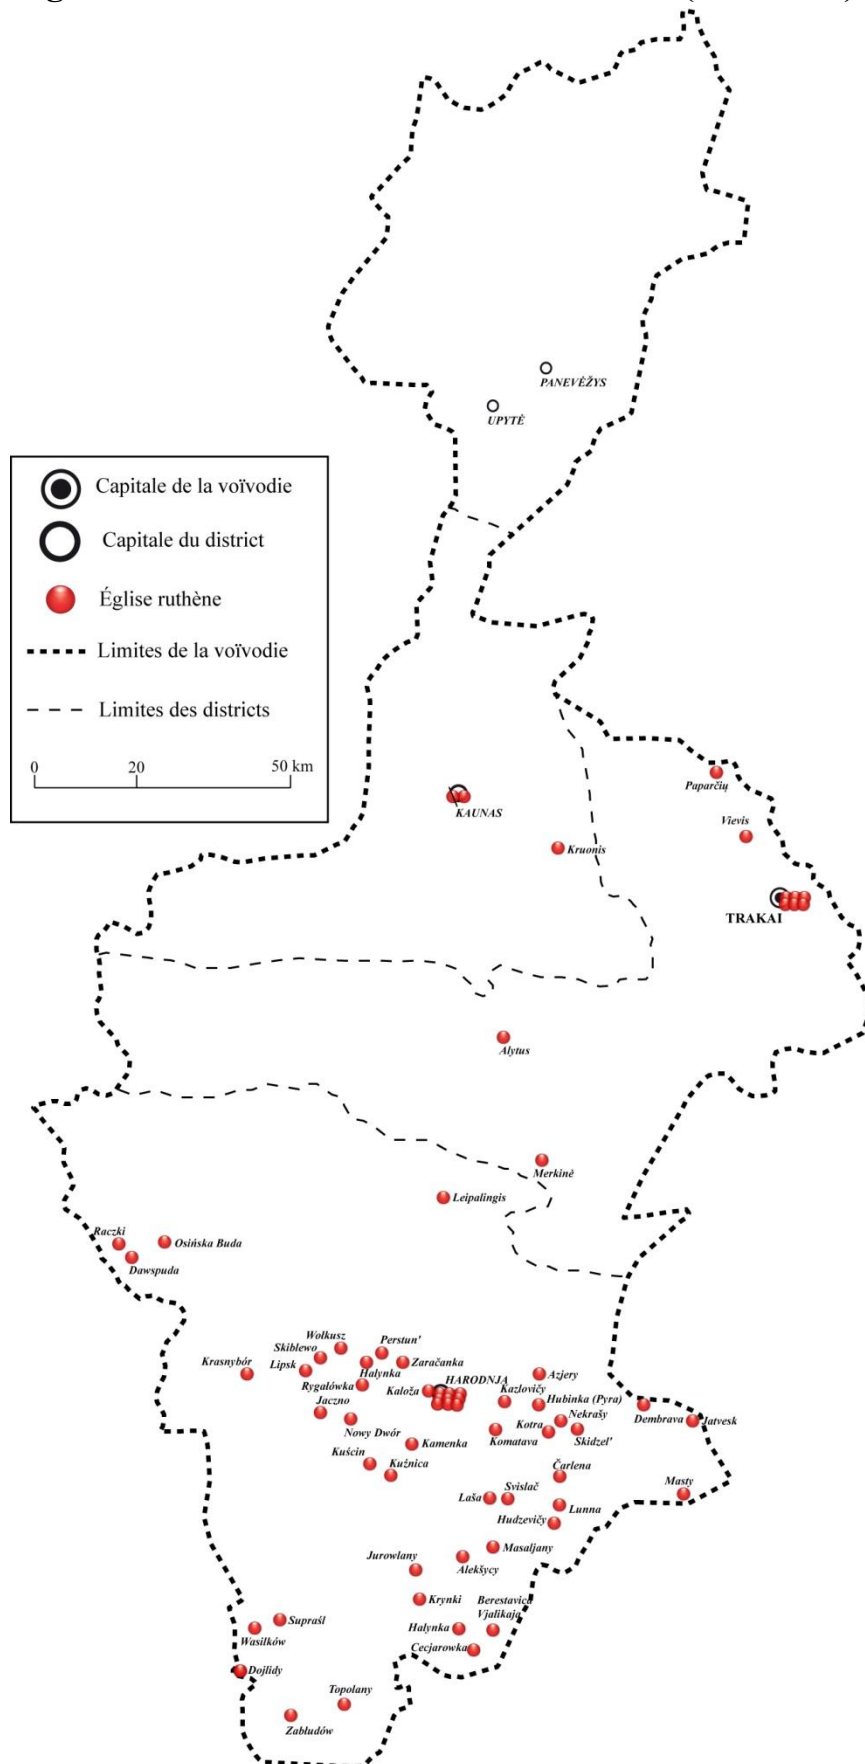 PANEVĖŽYS
UPYTĖ
Capitale de la voïvodie
Capitale du district
Église ruthène
Limites de la voïvodie
Limites des districts
0 20 50 km
Paparčių
KAUNAS
Vievis
Kruonis
TRAKAI
Alytus
Merkinė
Leipalingis
Raczki
Osińska Buda
Dawspuda
Wołkusz
Perstun'
Skiblewo
Krasnybór
Lipsk
Halynka
Zaračanka
HARODNJA
Azjery
Rygałówka
Kaloža
Kazlovičy
Hubinka (Pyra)
Jaczno
Nekrašy
Dembrava
Jatvesk
Nowy Dwór
Kotra
Komatava
Skidzel'
Kamenka
Kuścin
Kuźnica
Čarlena
Masty
Svislač
Laša
Lunna
Hudzevičy
Masaljany
Jurowlany
Alekšycy
Krynki
Berestavica
Vjalikaja
Supraśl
Halynka
Wasilków
Cecjarowka
Dojlidy
Topolany
Zabłudów